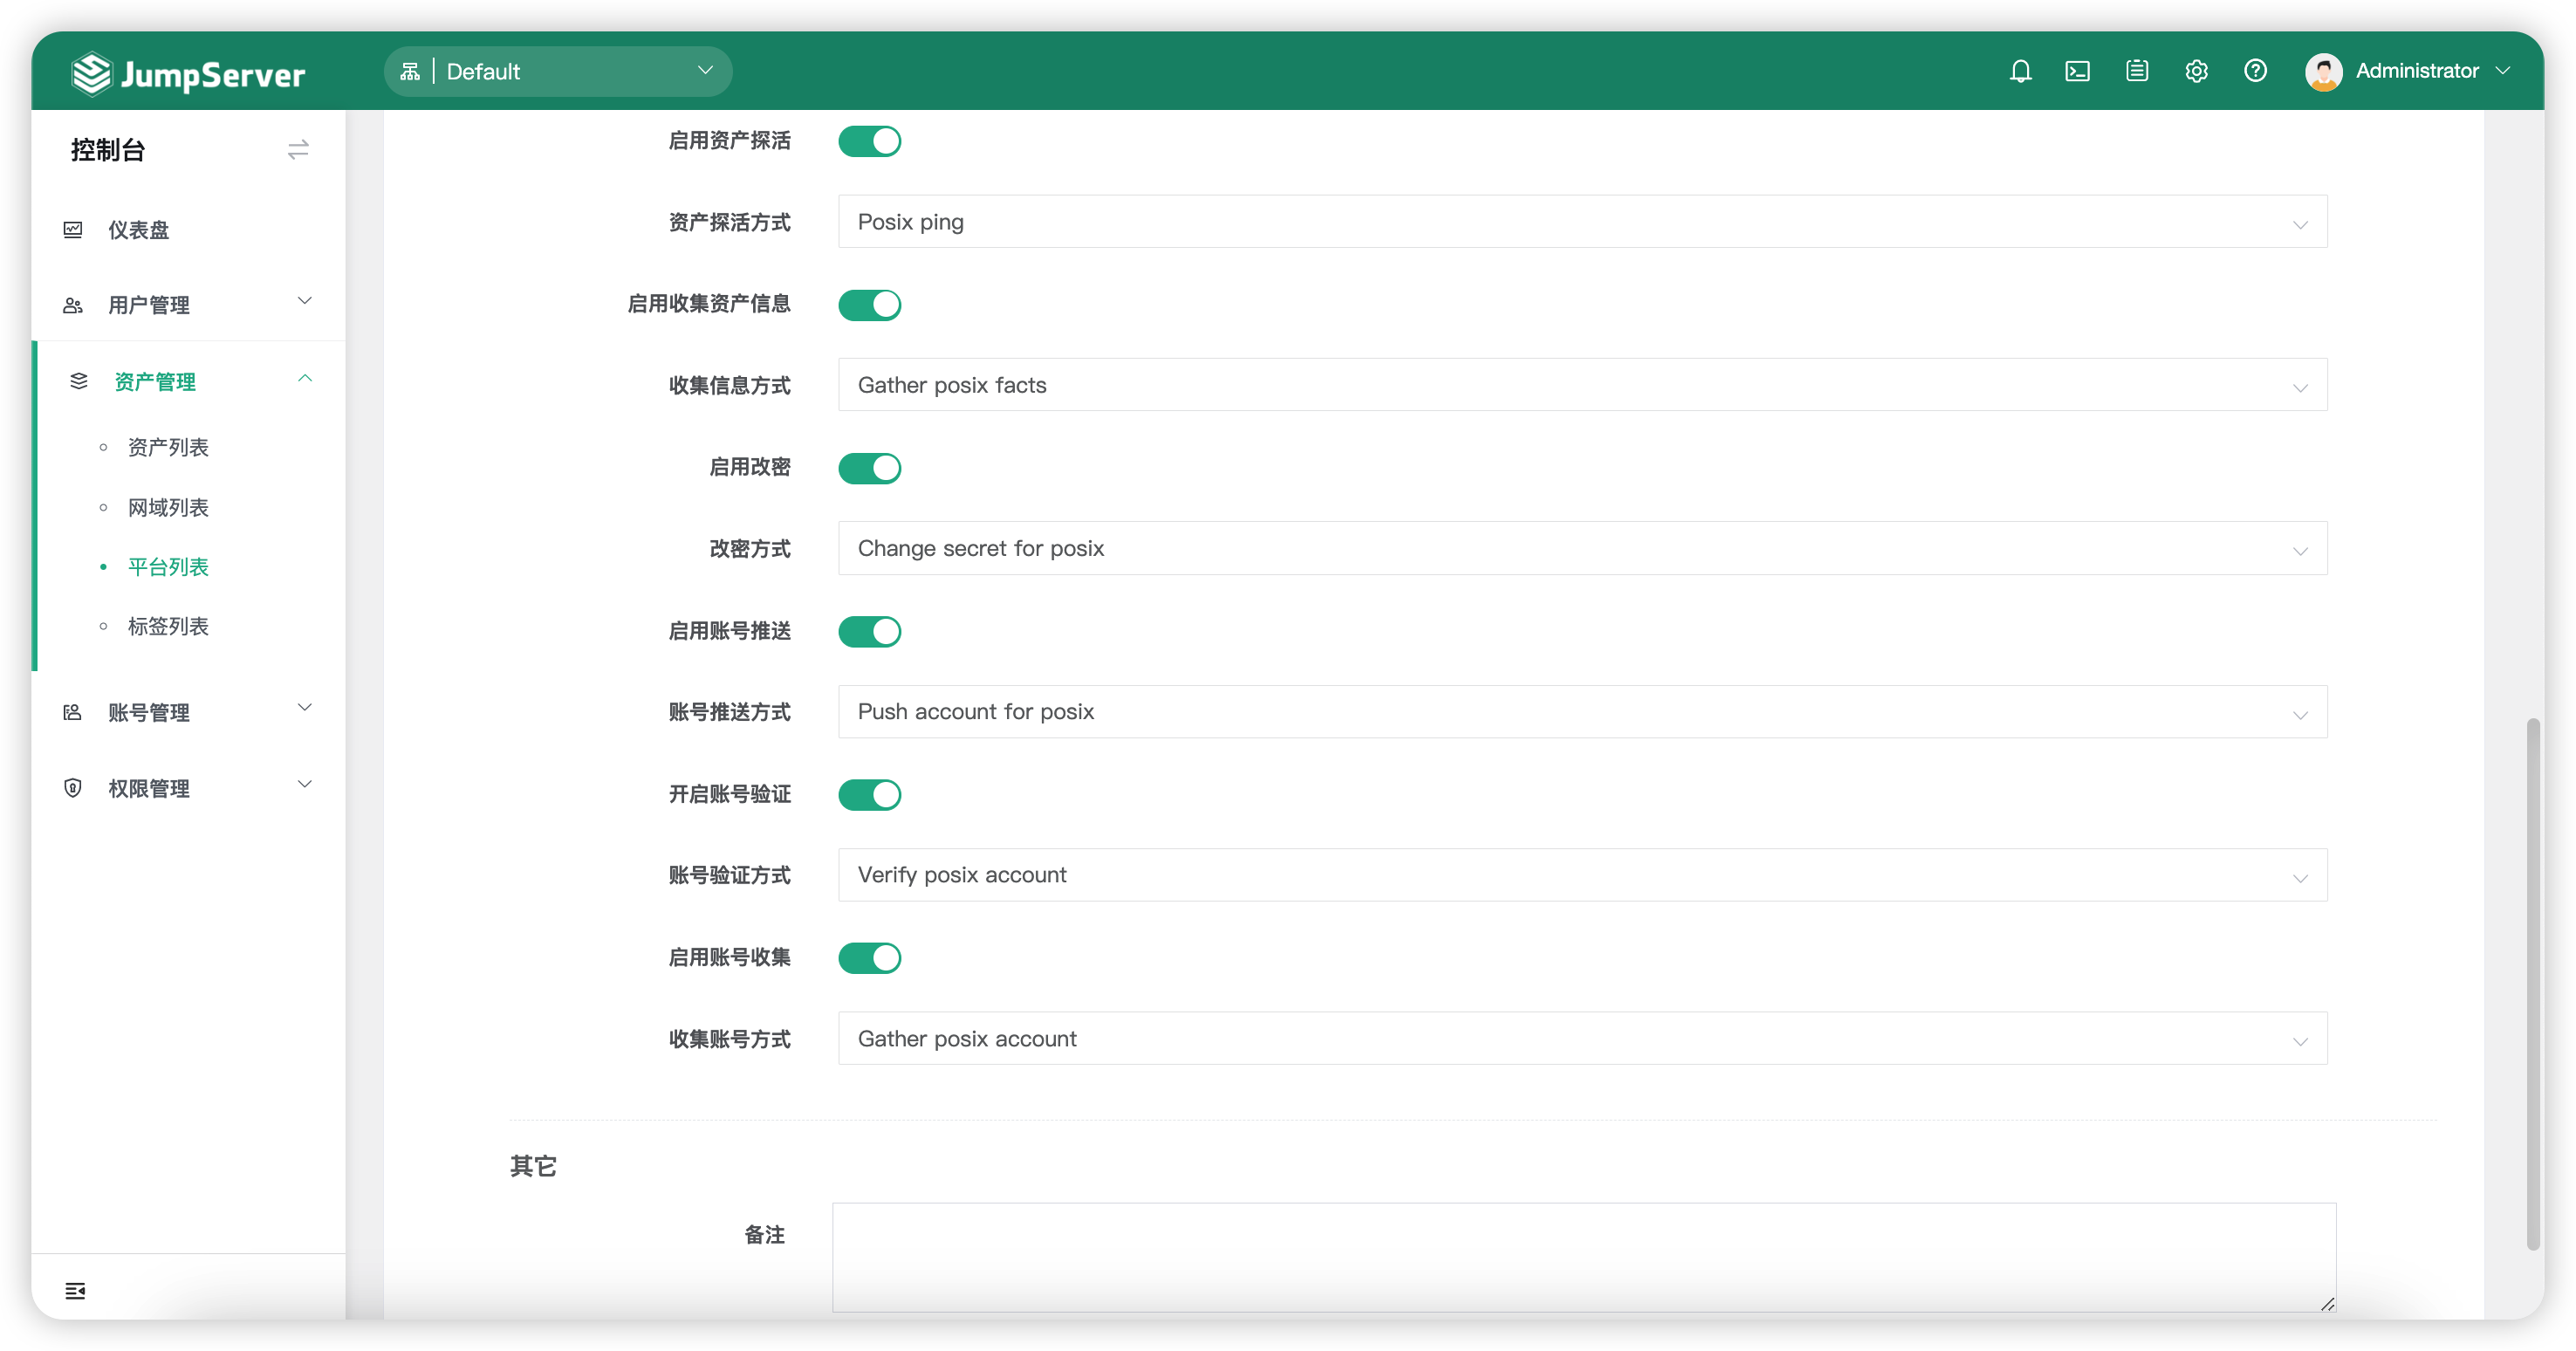 JumpServer
Default
Administrator
控制台
仪表盘
用户管理
资产管理
资产列表
网域列表
平台列表
标签列表
账号管理
权限管理
启用资产探活
资产探活方式
Posix ping
启用收集资产信息
收集信息方式
Gather posix facts
启用改密
改密方式
Change secret for posix
启用账号推送
账号推送方式
Push account for posix
开启账号验证
账号验证方式
Verify posix account
启用账号收集
收集账号方式
Gather posix account
其它
备注